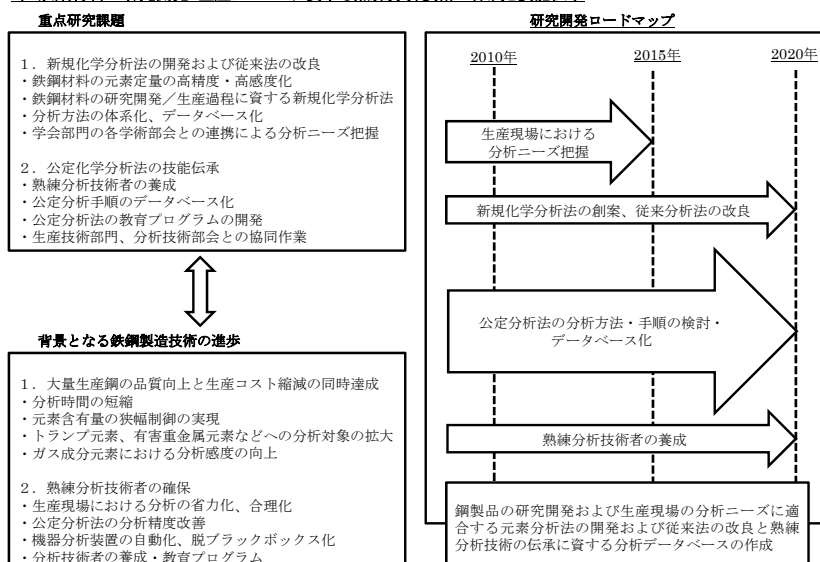 重点研究課題
1．新規化学分析法の開発および従来法の改良
・鉄鋼材料の元素定量の高精度・高感度化
・鉄鋼材料の研究開発／生産過程に資する新規化学分析法
・分析方法の体系化、データベース化
・学会部門の各学術部会との連携による分析ニーズ把握
2．公定化学分析法の技能伝承
・熟練分析技術者の養成
・公定分析手順のデータベース化
・公定分析法の教育プログラムの開発
・生産技術部門、分析技術部会との協同作業
背景となる鉄鋼製造技術の進歩
1．大量生産鋼の品質向上と生産コスト縮減の同時達成
・分析時間の短縮
・元素含有量の狭幅制御の実現
・トランプ元素、有害重金属元素などへの分析対象の拡大
・ガス成分元素における分析感度の向上
2．熟練分析技術者の確保
・生産現場における分析の省力化、合理化
・公定分析法の分析精度改善
・機器分析装置の自動化、脱ブラックボックス化
・分析技術者の養成・教育プログラム
研究開発ロードマップ
2010年
2015年
2020年
生産現場における
分析ニーズ把握
新規化学分析法の創案、従来分析法の改良
公定分析法の分析方法・手順の検討・
データベース化
熟練分析技術者の養成
鋼製品の研究開発および生産現場の分析ニーズに適
合する元素分析法の開発および従来法の改良と熟練
分析技術の伝承に資する分析データベースの作成